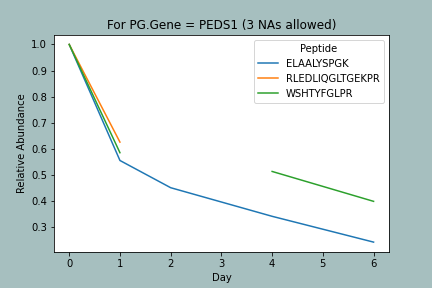 For PG.Gene = PEDS1 (3 NAs allowed)
Peptide
ELAALYSPGK
RLEDLIQGLTGEKPR
WSHTYFGLPR
Relative Abundance
1.0
0.9
0.8
0.7
0.6
0.5
0.4
0.3
0 1 2 3 4 5 6
Day